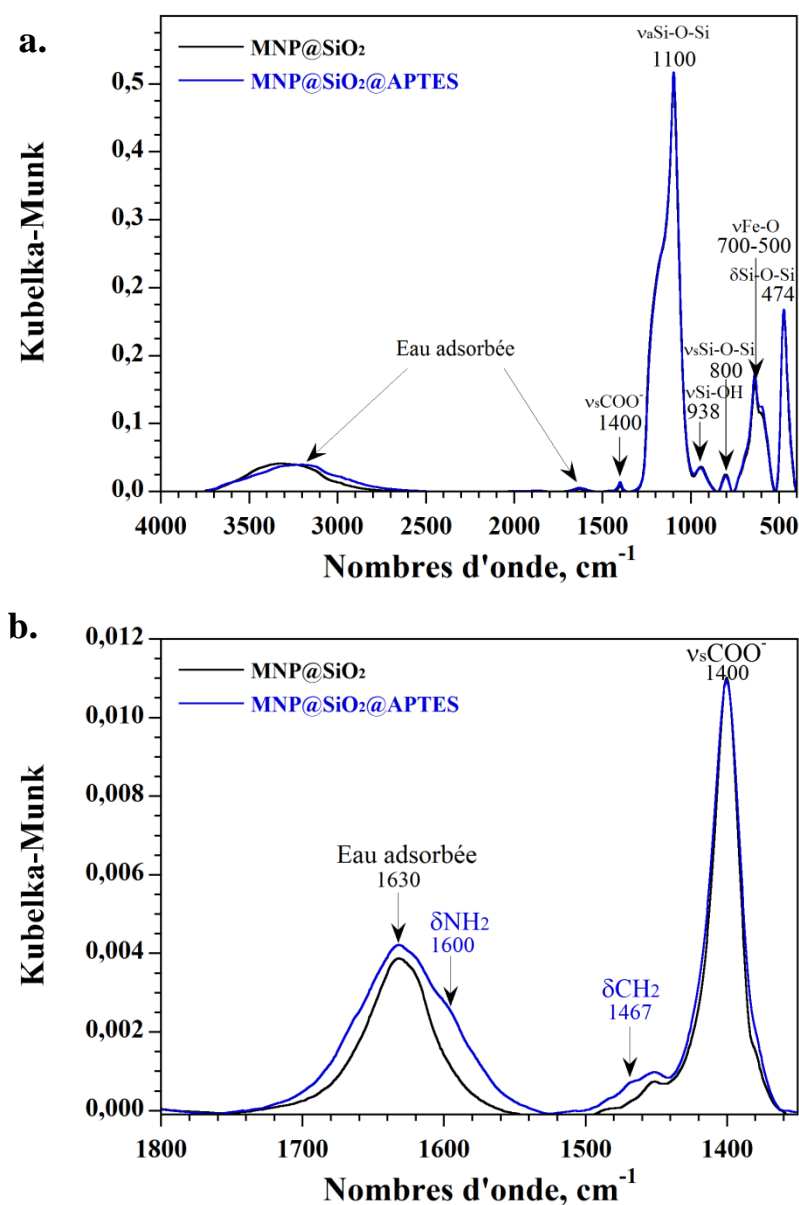 a.
MNP@SiO₂
MNP@SiO₂@APTES
νaSi-O-Si
1100
νFe-O
700-500
δSi-O-Si
474
νsSi-O-Si
800
νSi-OH
938
νsCOO⁻
1400
Eau adsorbée
Kubelka-Munk
0,5
0,4
0,3
0,2
0,2
0,1
0,0
4000 3500 3000 2500 2000 1500 1000 500
Nombres d'onde, cm⁻¹
b.
MNP@SiO₂
MNP@SiO₂@APTES
νsCOO⁻
1400
Eau adsorbée
1630
δNH₂
1600
δCH₂
1467
Kubelka-Munk
0,012
0,010
0,008
0,006
0,004
0,002
0,000
1800 1700 1600 1500 1400
Nombres d'onde, cm⁻¹